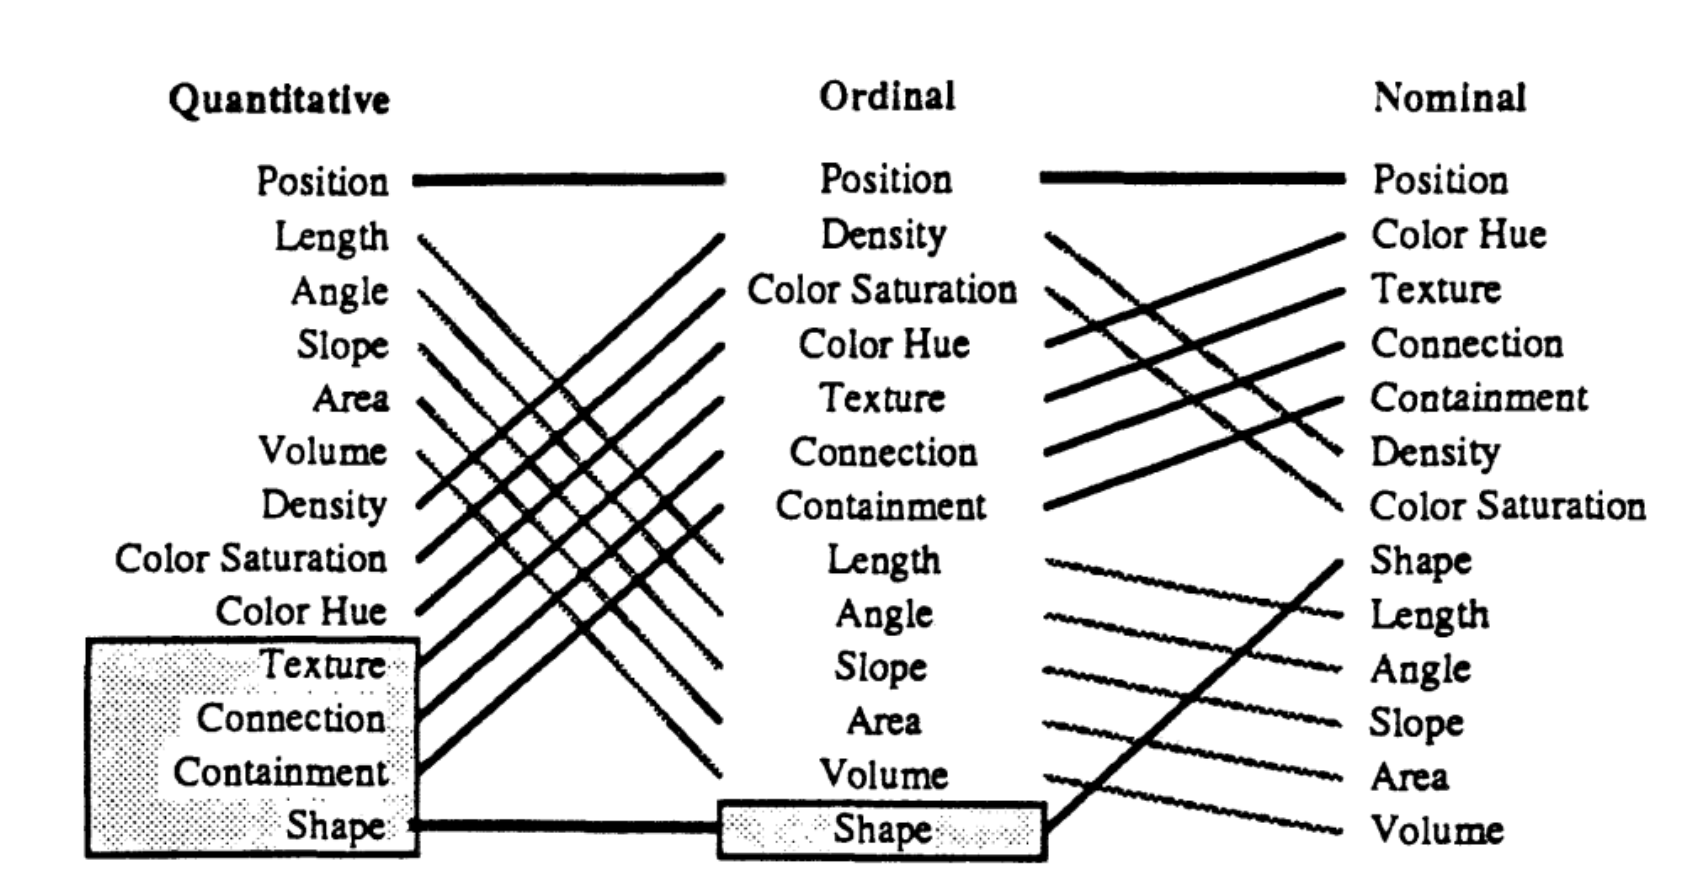 Quantitative Ordinal Nominal
Position Position Position
Length Density Color Hue
Angle Color Saturation Texture
Slope Color Hue Connection
Area Texture Containment
Volume Connection Density
Density Containment Color Saturation
Color Saturation Length Shape
Color Hue Angle Length
Texture Slope Angle
Connection Area Slope
Containment Volume Area
Shape Shape Volume